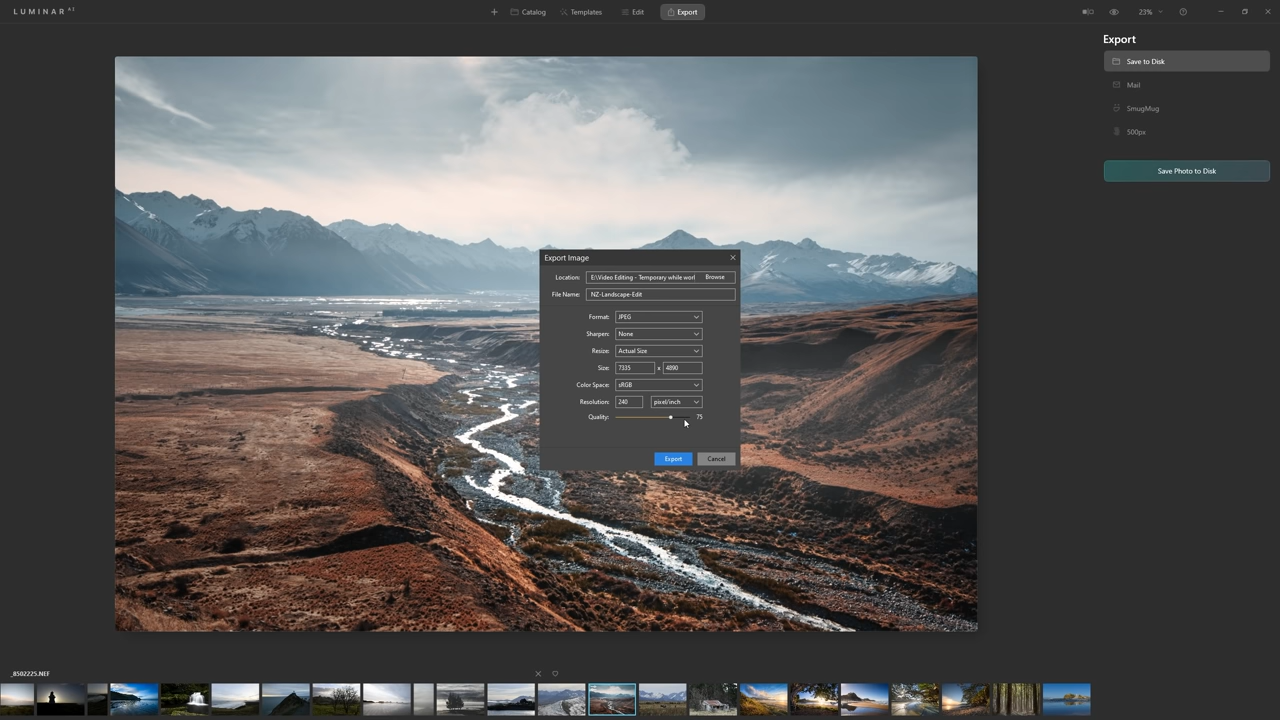 LUMINAR AI
Catalog
Templates
Edit
Export
23%
Export
Save to Disk
Mail
SmugMug
500px
Save Photo to Disk
Export Image
Location: E:\Video Editing - Temporary while worl Browse
File Name: NZ-Landscape-Edit
Format: JPEG
Sharpen: None
Resize: Actual Size
Size: 7335 x 4890
Color Space: sRGB
Resolution: 240 pixel/inch
Quality: 75
Export Cancel
_8502225.NEF